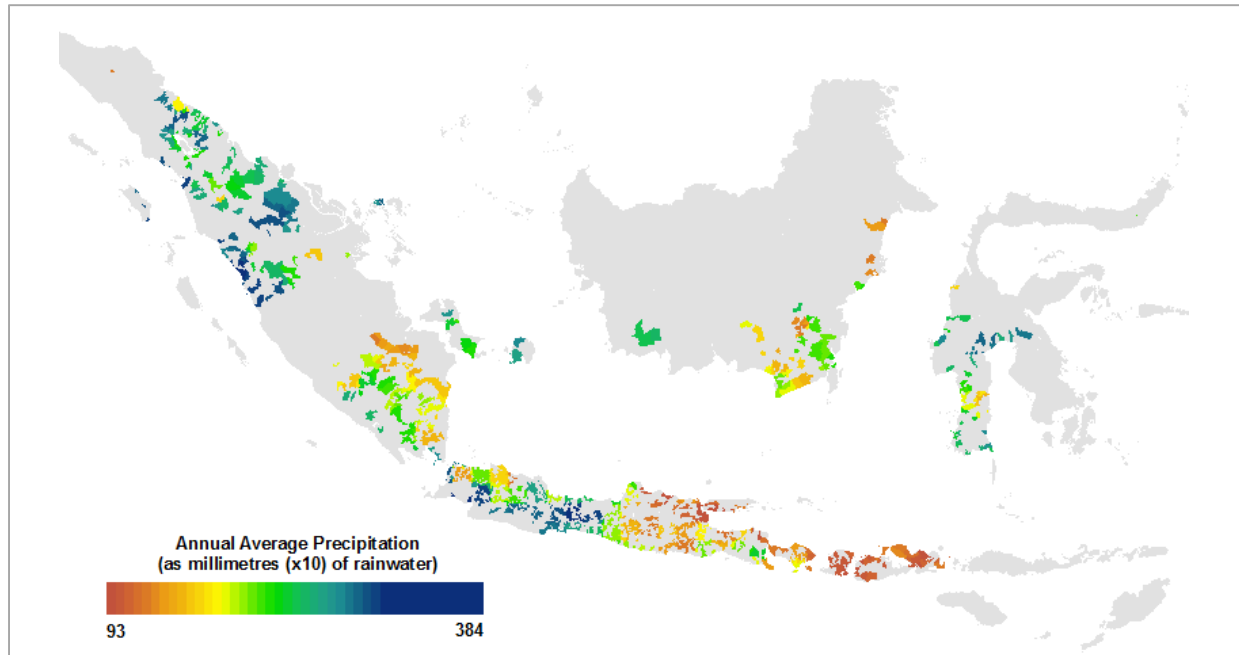 Annual Average Precipitation
(as millimetres (x10) of rainwater)
93 384